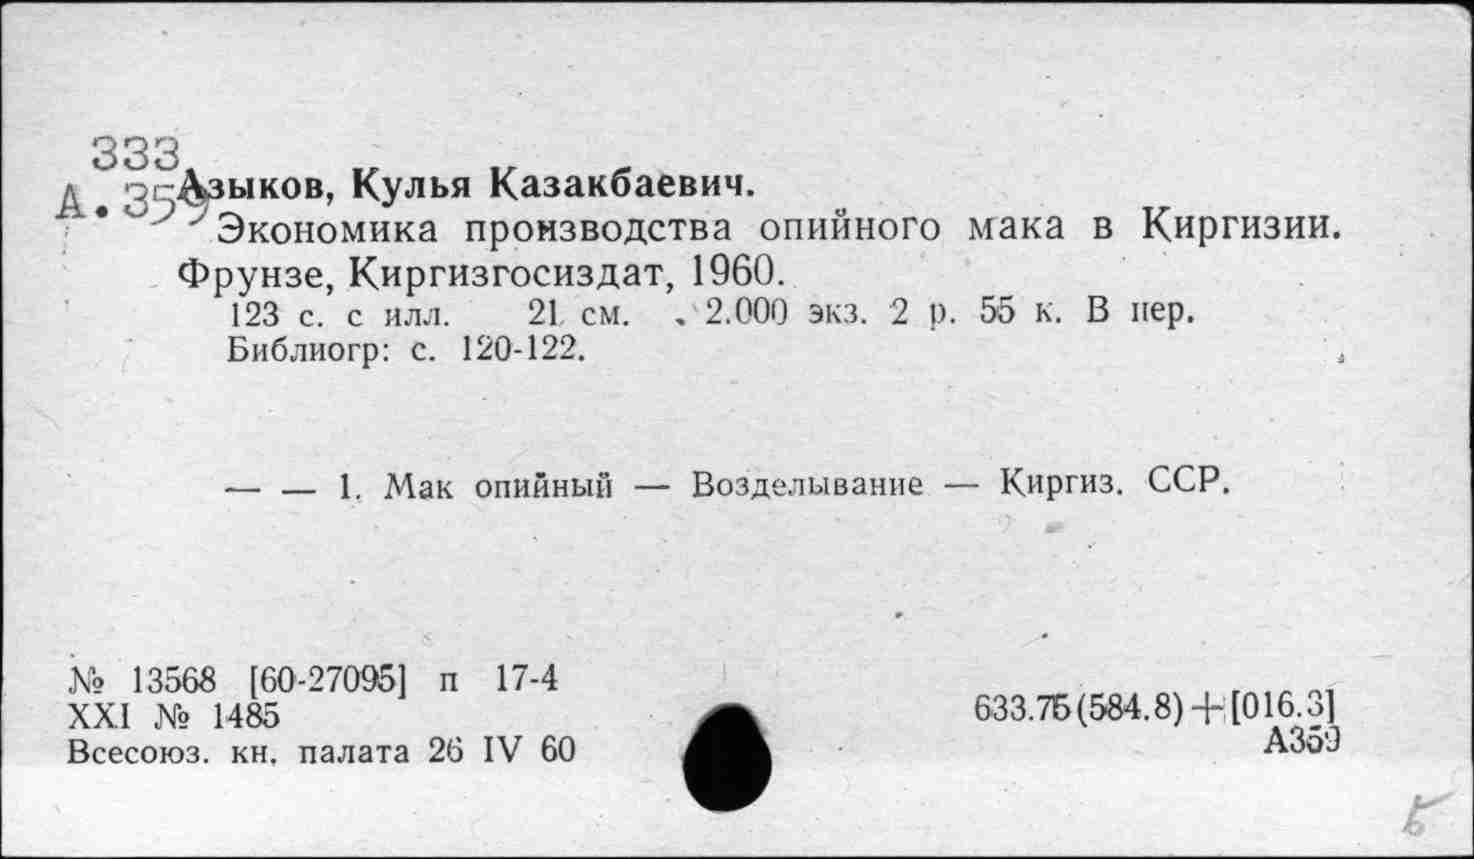 333
А. 359
Азыков, Кулья Казакбаевич.
Экономика производства опийного мака в Киргизии.
Фрунзе, Киргизгосиздат, 1960.
123 с. с илл. 21 см. . 2.000 экз. 2 р. 55 к. В пер.
Библиогр: с. 120-122.
— — 1. Мак опийный — Возделывание — Киргиз. ССР.
№ 13568 [60-27095] п 17-4
XXI № 1485
Всесоюз. кн. палата 26 IV 60
633.75(584.8)+[016.3]
А359